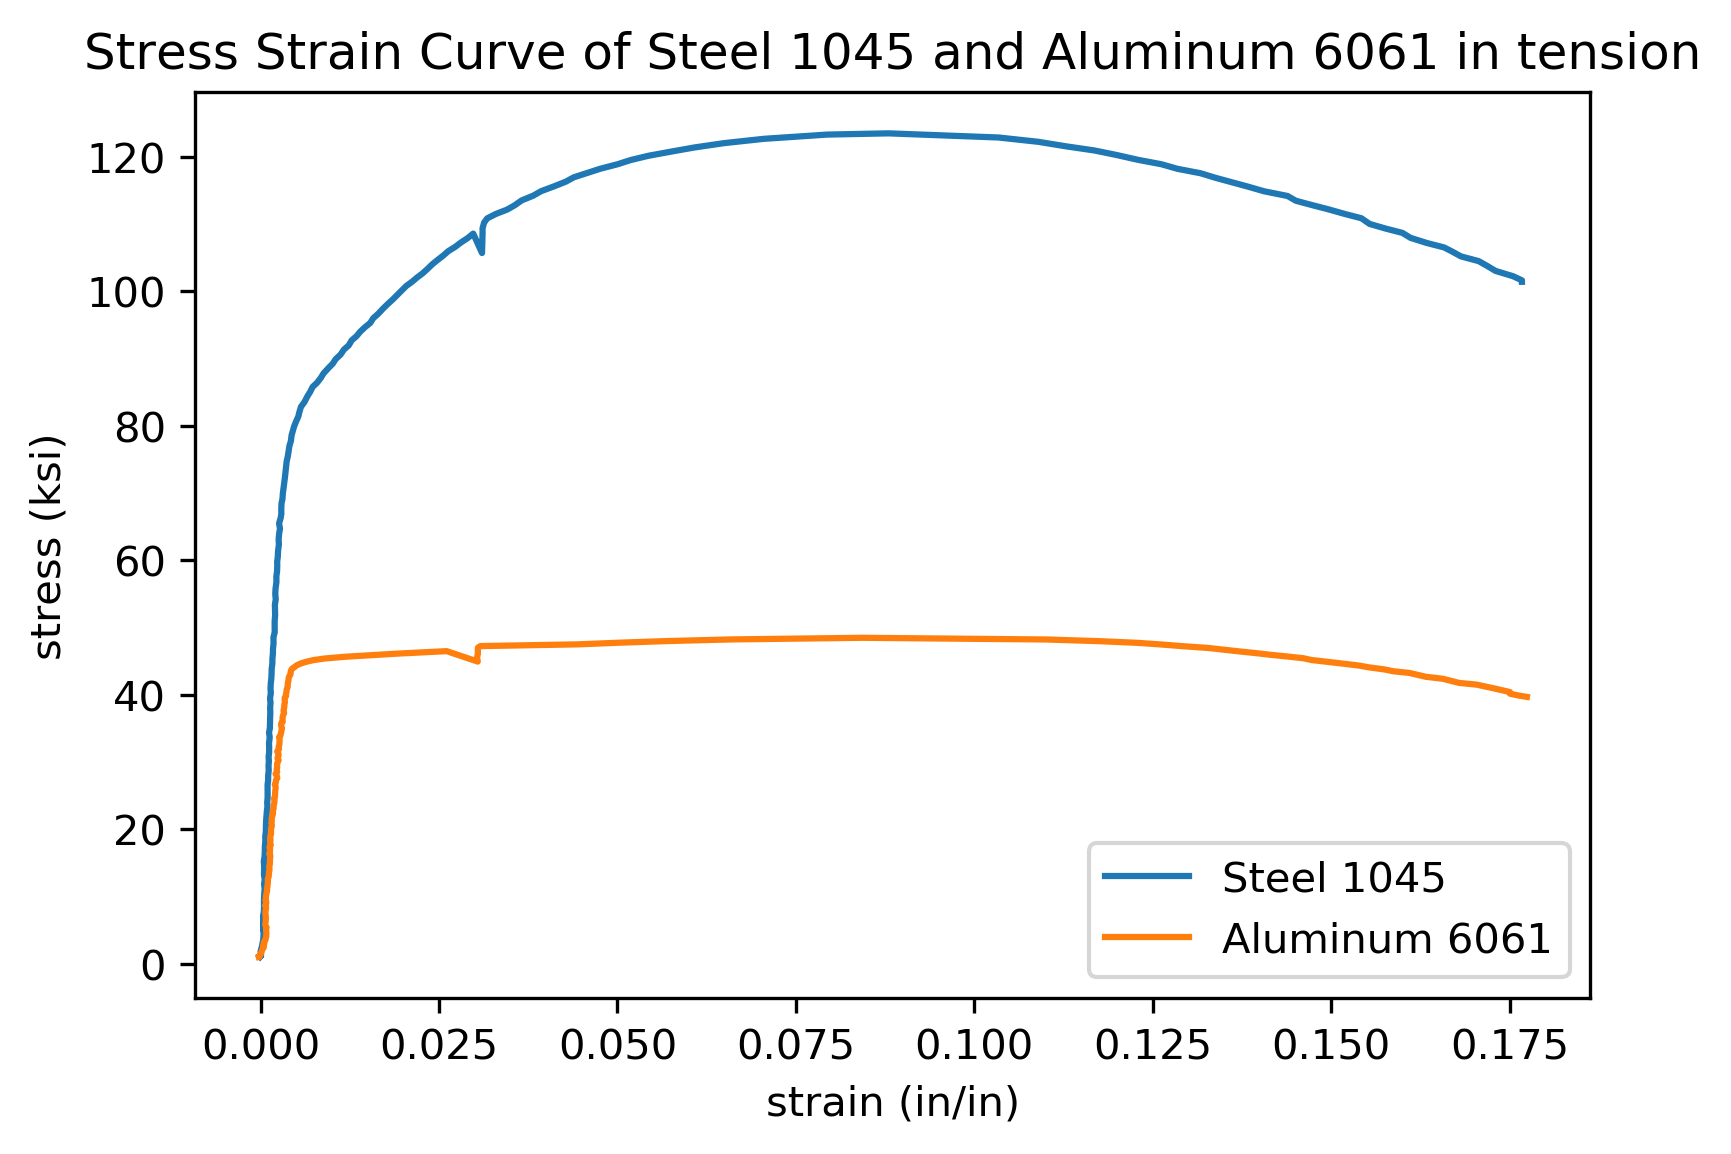 Stress Strain Curve of Steel 1045 and Aluminum 6061 in tension
stress (ksi)
120
100
80
60
40
20
0
0.000 0.025 0.050 0.075 0.100 0.125 0.150 0.175
strain (in/in)
Steel 1045
Aluminum 6061